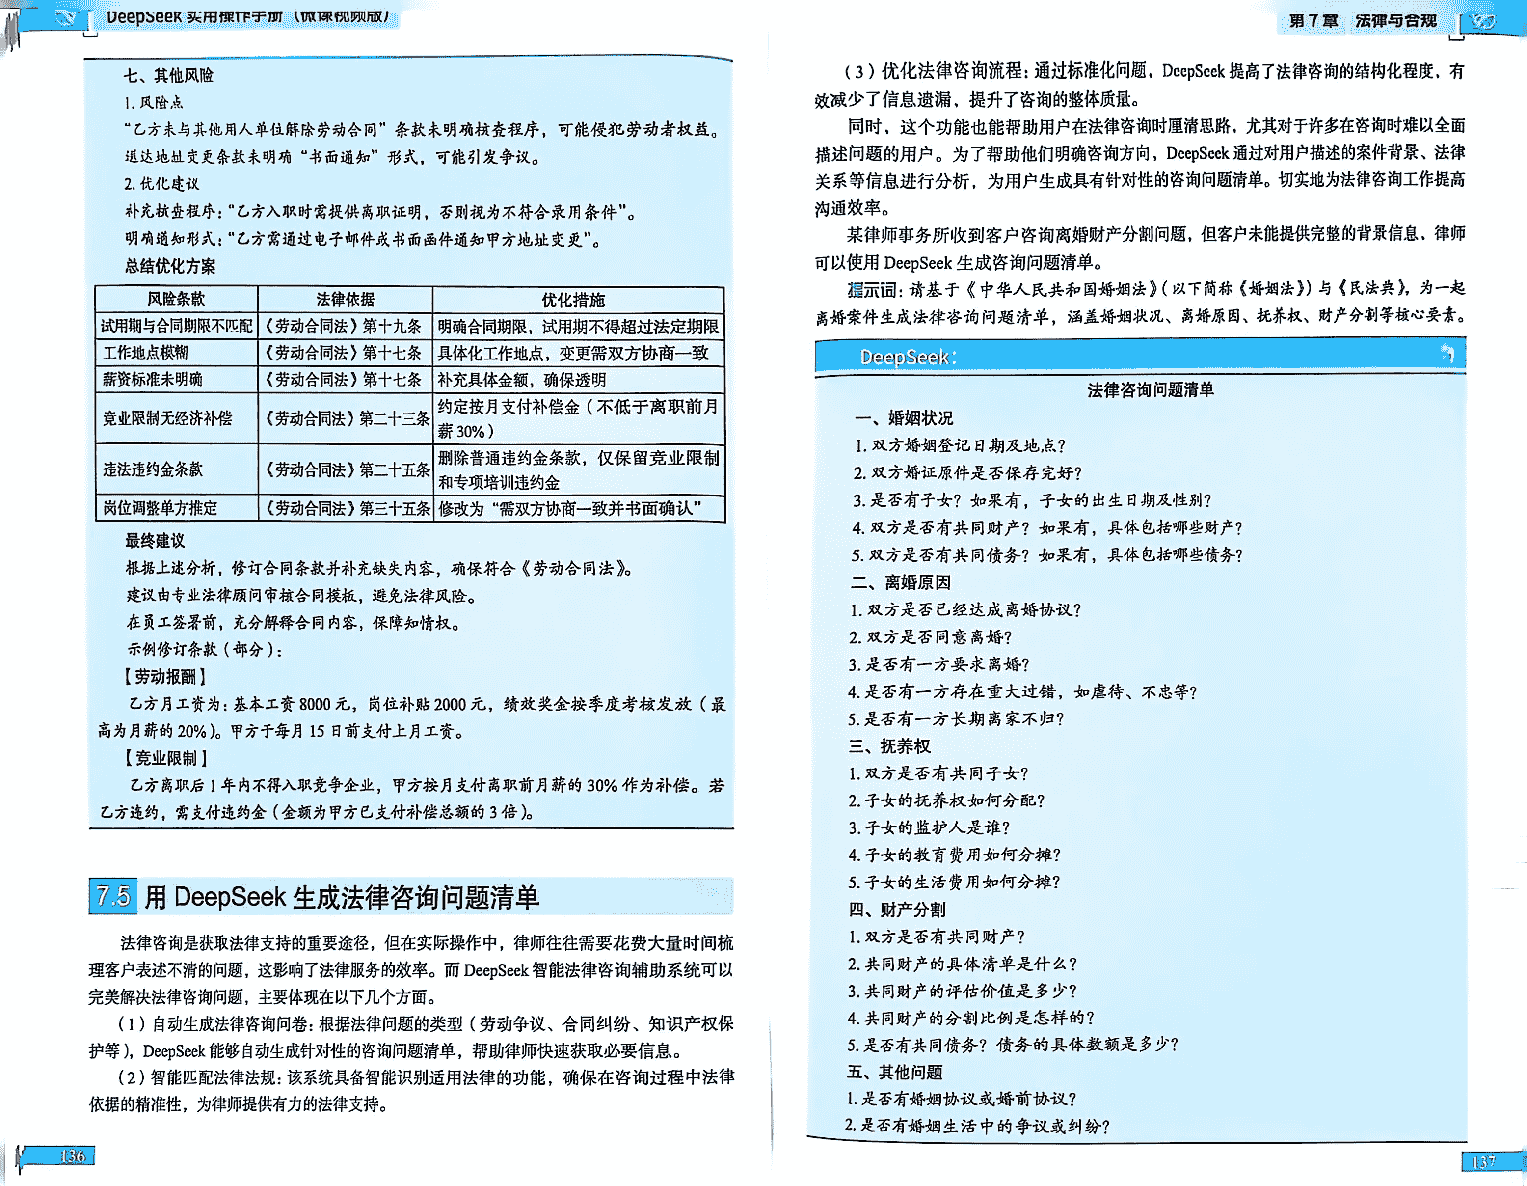 DeepSeek 实用操作手册（微课视频版）
七、其他风险
1. 风险点
“乙方未与其他用人单位解除劳动合同”条款未明确核查程序，可能侵犯劳动者权益。
送达地址变更条款未明确“书面通知”形式，可能引发争议。
2. 优化建议
补充核查程序：“乙方入职时需提供离职证明，否则视为不符合录用条件”。
明确通知形式：“乙方需通过电子邮件或书面函件通知甲方地址变更”。
总结优化方案
风险条款 法律依据 优化措施
试用期与合同期限不匹配 《劳动合同法》第十九条 明确合同期限，试用期不得超过法定期限
工作地点模糊 《劳动合同法》第十七条 具体化工作地点，变更需双方协商一致
薪资标准未明确 《劳动合同法》第十七条 补充具体金额，确保透明
竞业限制无经济补偿 《劳动合同法》第二十三条 约定按月支付补偿金（不低于离职前月
薪30%）
违法违约金条款 《劳动合同法》第二十五条 删除普通违约金条款，仅保留竞业限制
和专项培训违约金
岗位调整单方推定 《劳动合同法》第三十五条 修改为“需双方协商一致并书面确认”
最终建议
根据上述分析，修订合同条款并补充缺失内容，确保符合《劳动合同法》。
建议由专业法律顾问审核合同模板，避免法律风险。
在员工签署前，充分解释合同内容，保障知情权。
示例修订条款（部分）：
【劳动报酬】
乙方月工资为：基本工资 8000 元，岗位补贴 2000 元，绩效奖金按季度考核发放（最
高为月薪的 20%）。甲方于每月 15 日前支付上月工资。
【竞业限制】
乙方离职后 1 年内不得入职竞争企业，甲方按月支付离职前月薪的 30% 作为补偿。若
乙方违约，需支付违约金（金额为甲方已支付补偿总额的 3 倍）。
7.5 用 DeepSeek 生成法律咨询问题清单
法律咨询是获取法律支持的重要途径，但在实际操作中，律师往往需要花费大量时间梳
理客户表述不清的问题，这影响了法律服务的效率。而 DeepSeek 智能法律咨询辅助系统可以
完美解决法律咨询问题，主要体现在以下几个方面。
（1）自动生成法律咨询问卷：根据法律问题的类型（劳动争议、合同纠纷、知识产权保
护等），DeepSeek 能够自动生成针对性的咨询问题清单，帮助律师快速获取必要信息。
（2）智能匹配法律法规：该系统具备智能识别适用法律的功能，确保在咨询过程中法律
依据的精准性，为律师提供有力的法律支持。
136
第 7 章 法律与合规
（3）优化法律咨询流程：通过标准化问题，DeepSeek 提高了法律咨询的结构化程度，有
效减少了信息遗漏，提升了咨询的整体质量。
同时，这个功能也能帮助用户在法律咨询时厘清思路，尤其对于许多在咨询时难以全面
描述问题的用户。为了帮助他们明确咨询方向，DeepSeek 通过对用户描述的案件背景、法律
关系等信息进行分析，为用户生成具有针对性的咨询问题清单。切实地为法律咨询工作提高
沟通效率。
某律师事务所收到客户咨询离婚财产分割问题，但客户未能提供完整的背景信息，律师
可以使用 DeepSeek 生成咨询问题清单。
提示词：请基于《中华人民共和国婚姻法》（以下简称《婚姻法》）与《民法典》，为一起
离婚案件生成法律咨询问题清单，涵盖婚姻状况、离婚原因、抚养权、财产分割等核心要素。
DeepSeek：
法律咨询问题清单
一、婚姻状况
1. 双方婚姻登记日期及地点？
2. 双方婚证原件是否保存完好？
3. 是否有子女？如果有，子女的出生日期及性别？
4. 双方是否有共同财产？如果有，具体包括哪些财产？
5. 双方是否有共同债务？如果有，具体包括哪些债务？
二、离婚原因
1. 双方是否已经达成离婚协议？
2. 双方是否同意离婚？
3. 是否有一方要求离婚？
4. 是否有一方存在重大过错，如虐待、不忠等？
5. 是否有一方长期离家不归？
三、抚养权
1. 双方是否有共同子女？
2. 子女的抚养权如何分配？
3. 子女的监护人是谁？
4. 子女的教育费用如何分摊？
5. 子女的生活费用如何分摊？
四、财产分割
1. 双方是否有共同财产？
2. 共同财产的具体清单是什么？
3. 共同财产的评估价值是多少？
4. 共同财产的分割比例是怎样的？
5. 是否有共同债务？债务的具体数额是多少？
五、其他问题
1. 是否有婚姻协议或婚前协议？
2. 是否有婚姻生活中的争议或纠纷？
137